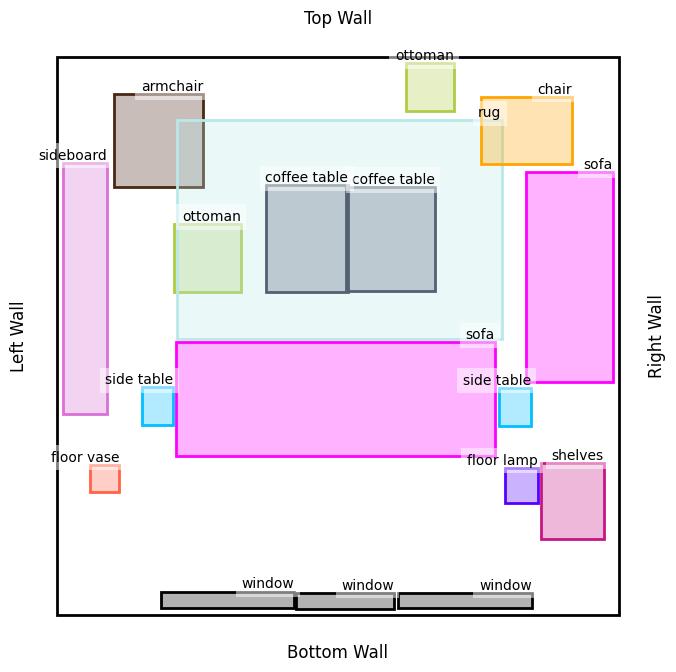 Top Wall
ottoman
armchair
chair
rug
sideboard
sofa
coffee table
coffee table
ottoman
Left Wall
Right Wall
sofa
side table
side table
floor vase
floor lamp
shelves
window
window
window
Bottom Wall